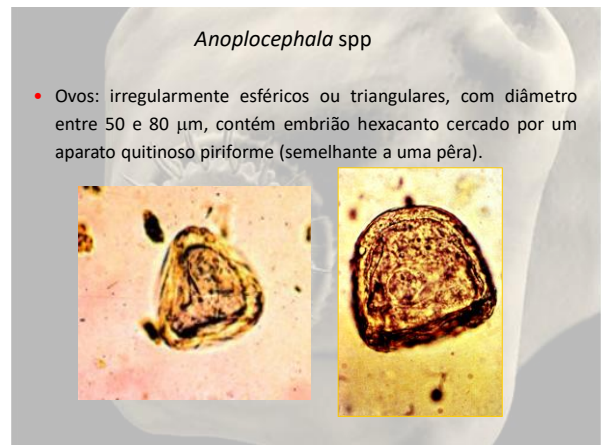 Anoplocephala spp
• Ovos: irregularmente esféricos ou triangulares, com diâmetro
entre 50 e 80 μm, contém embrião hexacanto cercado por um
aparato quitinoso piriforme (semelhante a uma pêra).